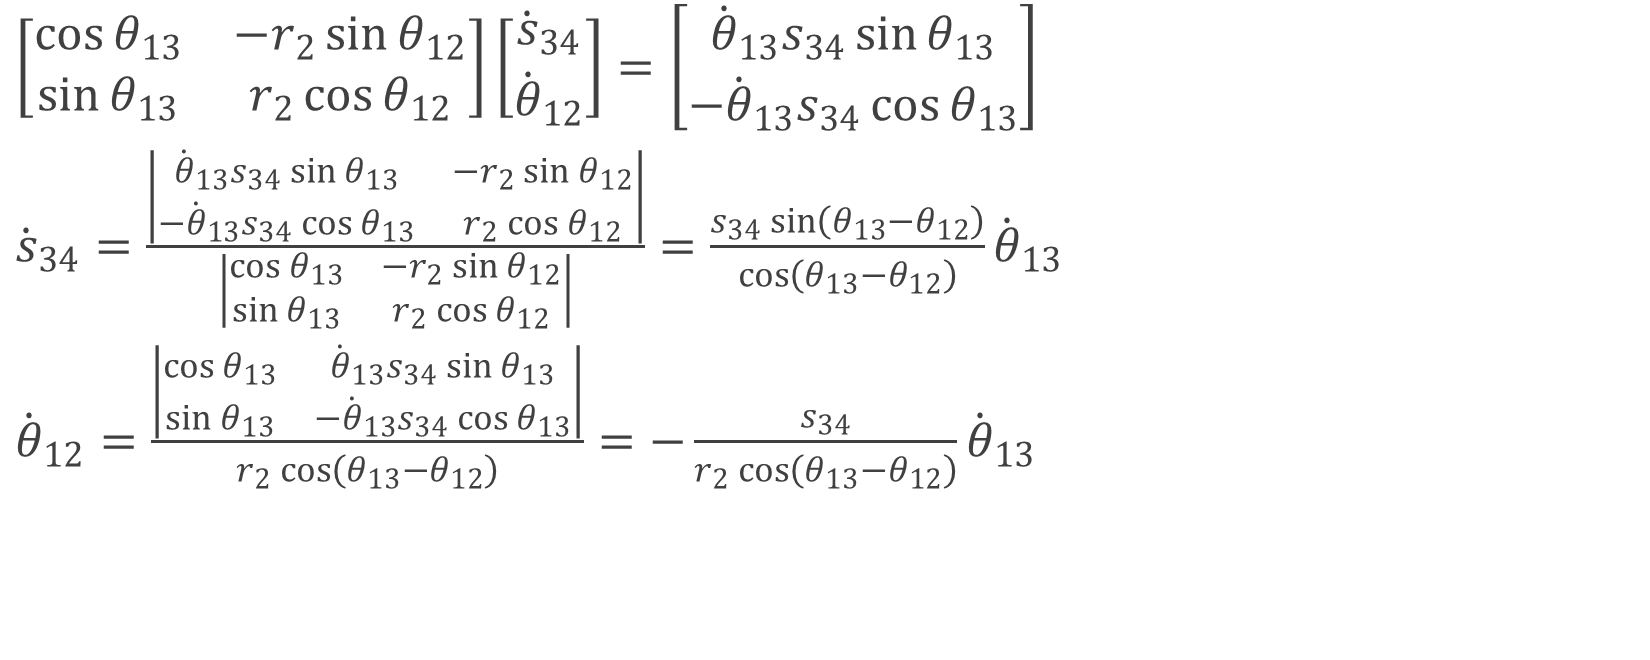 [cos θ₁₃ −r₂ sin θ₁₂; sin θ₁₃ r₂ cos θ₁₂] [ṡ₃₄; θ̇₁₂] = [θ̇₁₃s₃₄ sin θ₁₃; −θ̇₁₃s₃₄ cos θ₁₃]
ṡ₃₄ = |θ̇₁₃s₃₄ sin θ₁₃ −r₂ sin θ₁₂; −θ̇₁₃s₃₄ cos θ₁₃ r₂ cos θ₁₂| / |cos θ₁₃ −r₂ sin θ₁₂; sin θ₁₃ r₂ cos θ₁₂| = s₃₄ sin(θ₁₃−θ₁₂) / cos(θ₁₃−θ₁₂) θ̇₁₃
θ̇₁₂ = |cos θ₁₃ θ̇₁₃s₃₄ sin θ₁₃; sin θ₁₃ −θ̇₁₃s₃₄ cos θ₁₃| / r₂ cos(θ₁₃−θ₁₂) = − s₃₄ / r₂ cos(θ₁₃−θ₁₂) θ̇₁₃